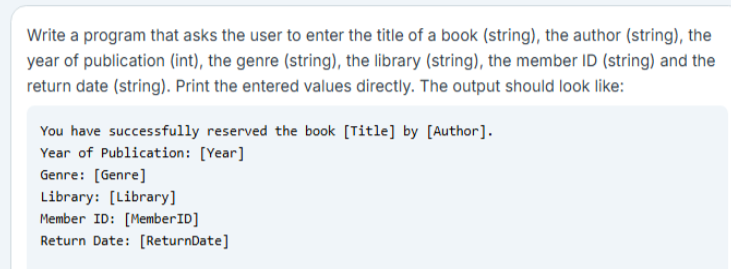 Write a program that asks the user to enter the title of a book (string), the author (string), the
year of publication (int), the genre (string), the library (string), the member ID (string) and the
return date (string). Print the entered values directly. The output should look like:
You have successfully reserved the book [Title] by [Author].
Year of Publication: [Year]
Genre: [Genre]
Library: [Library]
Member ID: [MemberID]
Return Date: [ReturnDate]